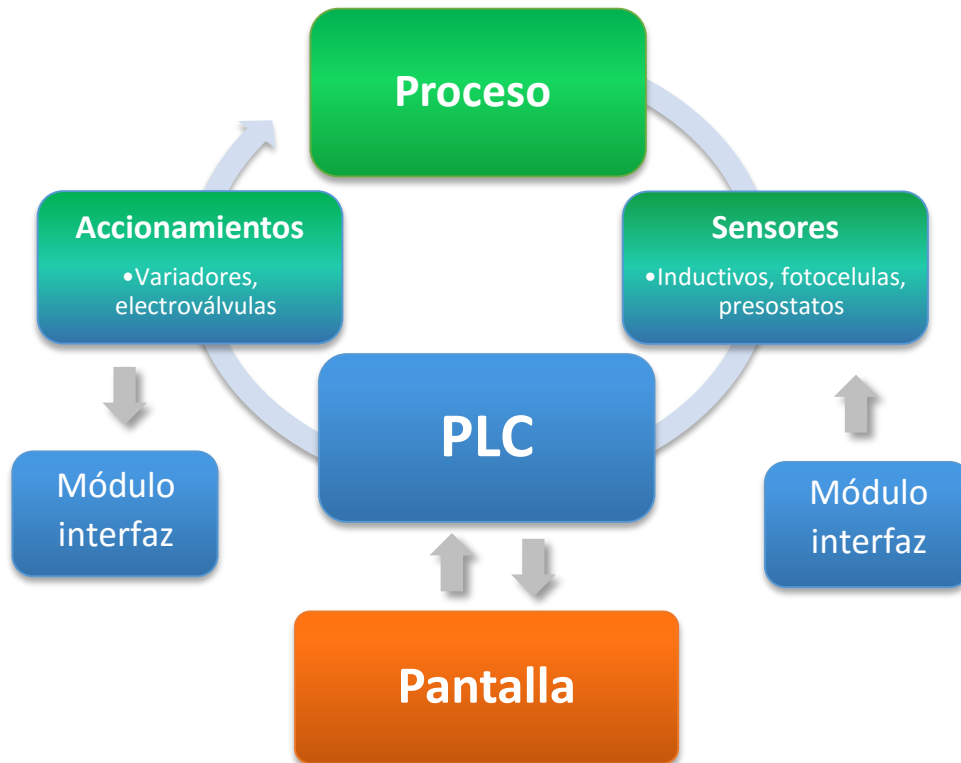 Proceso
Accionamientos
•Variadores,
electroválvulas
Sensores
•Inductivos, fotocelulas,
presostatos
PLC
Módulo
interfaz
Módulo
interfaz
Pantalla